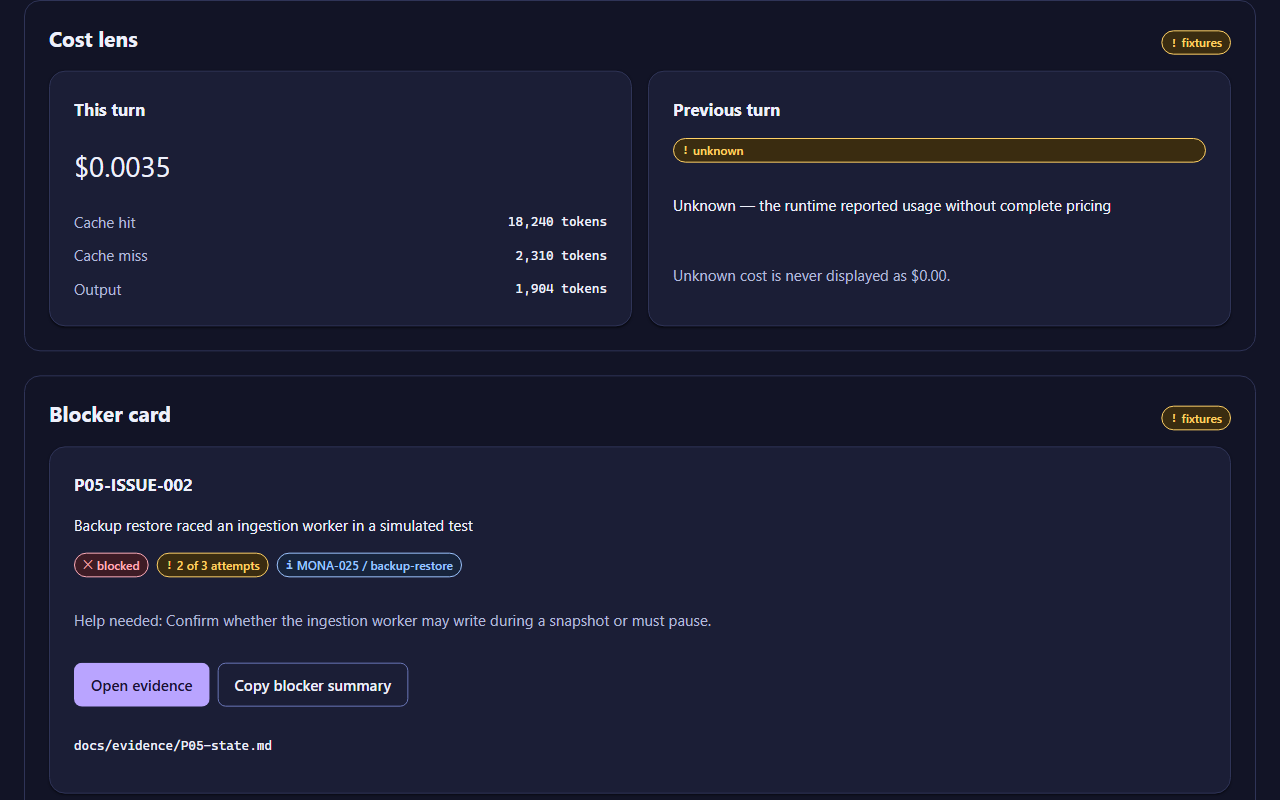 Cost lens
! fixtures
This turn
$0.0035
Cache hit 18,240 tokens
Cache miss 2,310 tokens
Output 1,904 tokens
Previous turn
! unknown
Unknown — the runtime reported usage without complete pricing
Unknown cost is never displayed as $0.00.
Blocker card
! fixtures
P05-ISSUE-002
Backup restore raced an ingestion worker in a simulated test
× blocked ! 2 of 3 attempts i MONA-025 / backup-restore
Help needed: Confirm whether the ingestion worker may write during a snapshot or must pause.
Open evidence Copy blocker summary
docs/evidence/P05-state.md